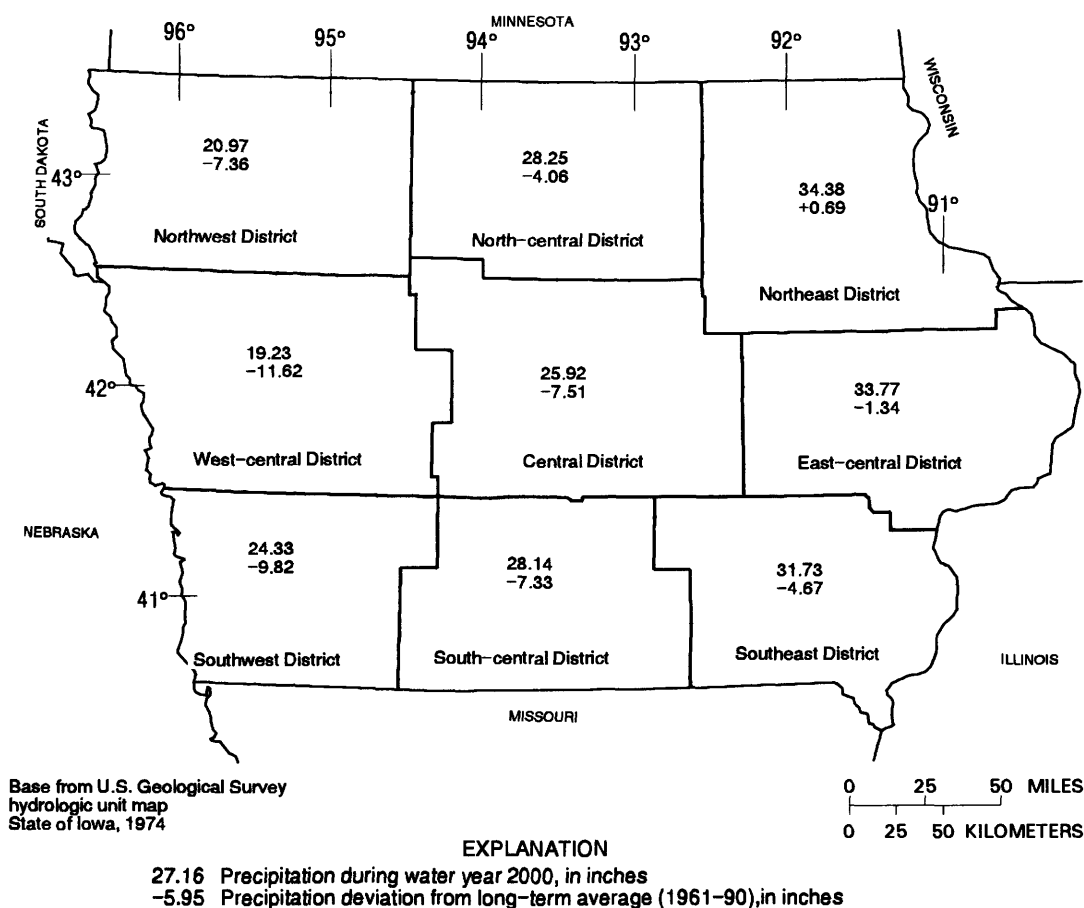 MINNESOTA
96° 95° 94° 93° 92°
WISCONSIN
SOUTH DAKOTA
43°
20.97
-7.36
Northwest District
28.25
-4.06
North-central District
34.38
+0.69
Northeast District
91°
42°
19.23
-11.62
West-central District
25.92
-7.51
Central District
33.77
-1.34
East-central District
NEBRASKA
41°
24.33
-9.82
Southwest District
28.14
-7.33
South-central District
31.73
-4.67
Southeast District
ILLINOIS
MISSOURI
Base from U.S. Geological Survey
hydrologic unit map
State of Iowa, 1974
0 25 50 MILES
0 25 50 KILOMETERS
EXPLANATION
27.16 Precipitation during water year 2000, in inches
-5.95 Precipitation deviation from long-term average (1961-90),in inches